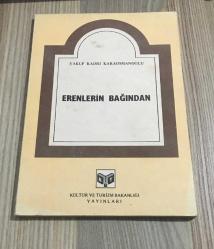 YAKUP KADRİ KARAOSMANOĞLU
ERENLERİN BAĞINDAN
KÜLTÜR VE TURİZM BAKANLIĞI
YAYINLARI